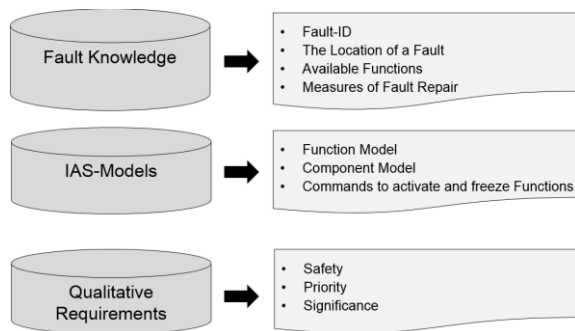 Fault Knowledge
• Fault-ID
• The Location of a Fault
• Available Functions
• Measures of Fault Repair
IAS-Models
• Function Model
• Component Model
• Commands to activate and freeze Functions
Qualitative
Requirements
• Safety
• Priority
• Significance